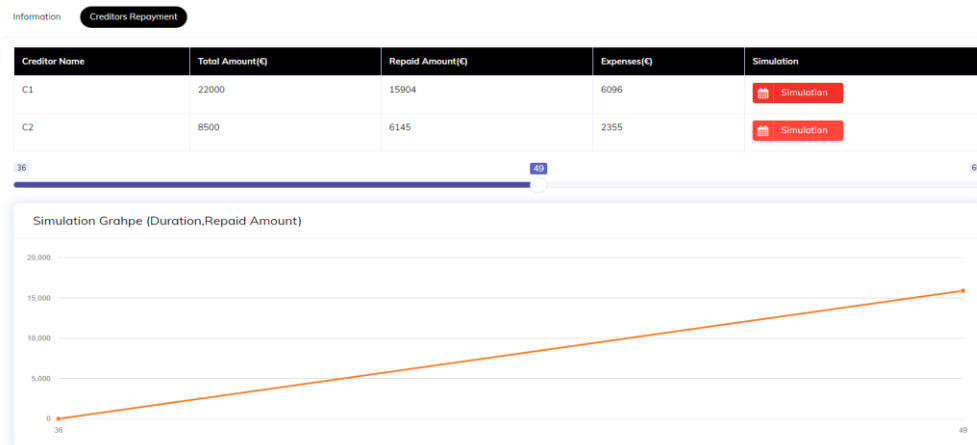 Information Creditors Repayment
Creditor Name Total Amount(€) Repaid Amount(€) Expenses(€) Simulation
C1 22000 15904 6096 Simulation
C2 8500 6145 2355 Simulation
36 49 6
Simulation Grahpe (Duration,Repaid Amount)
20,000
15,000
10,000
5,000
0
36 49